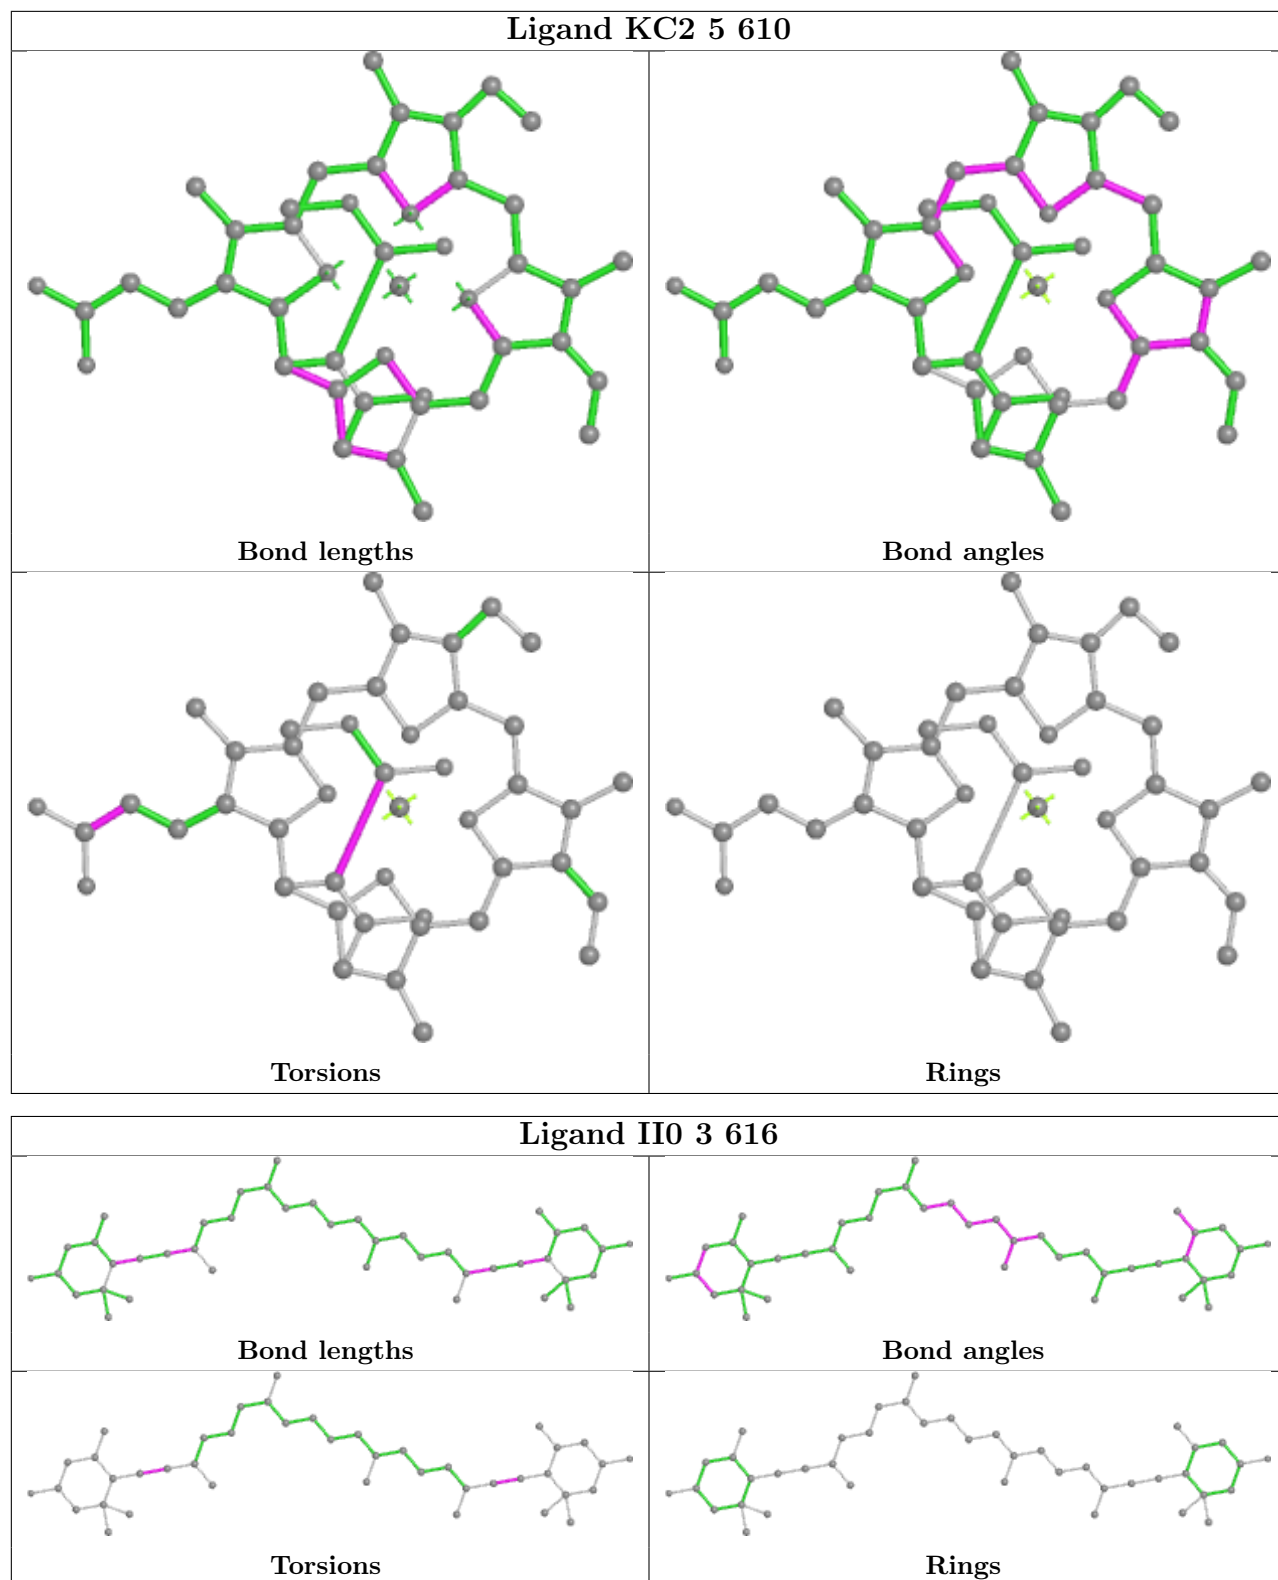 Ligand KC2 5 610
Bond lengths
Bond angles
Torsions
Rings
Ligand II0 3 616
Bond lengths
Bond angles
Torsions
Rings